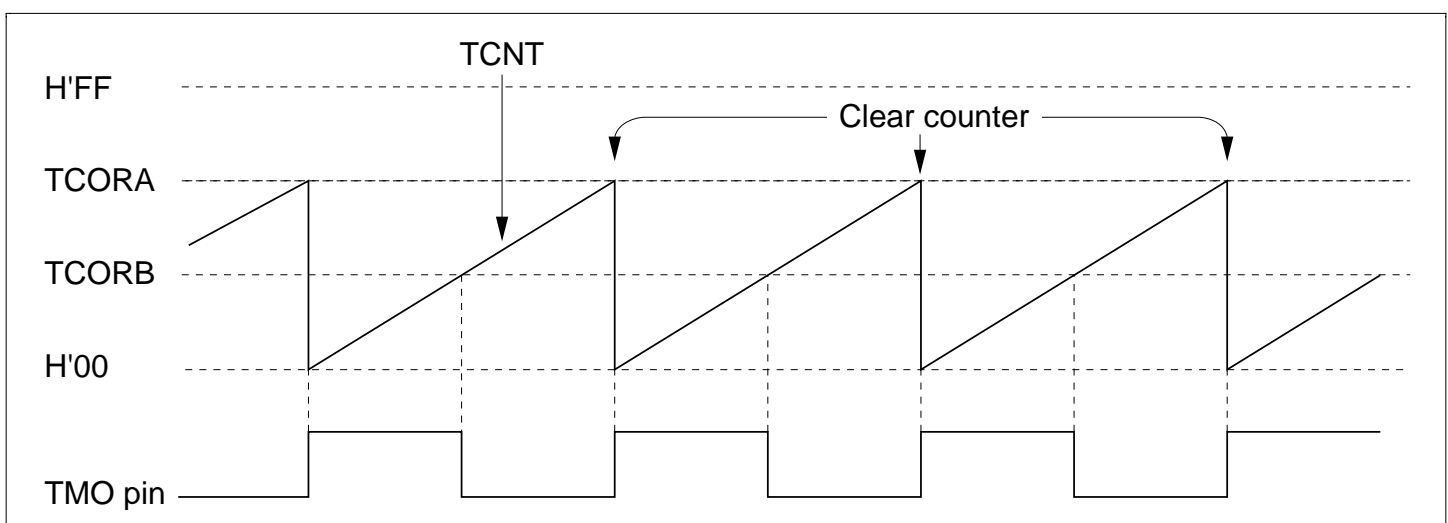 TCNT
H'FF
Clear counter
TCORA
TCORB
H'00
TMO pin